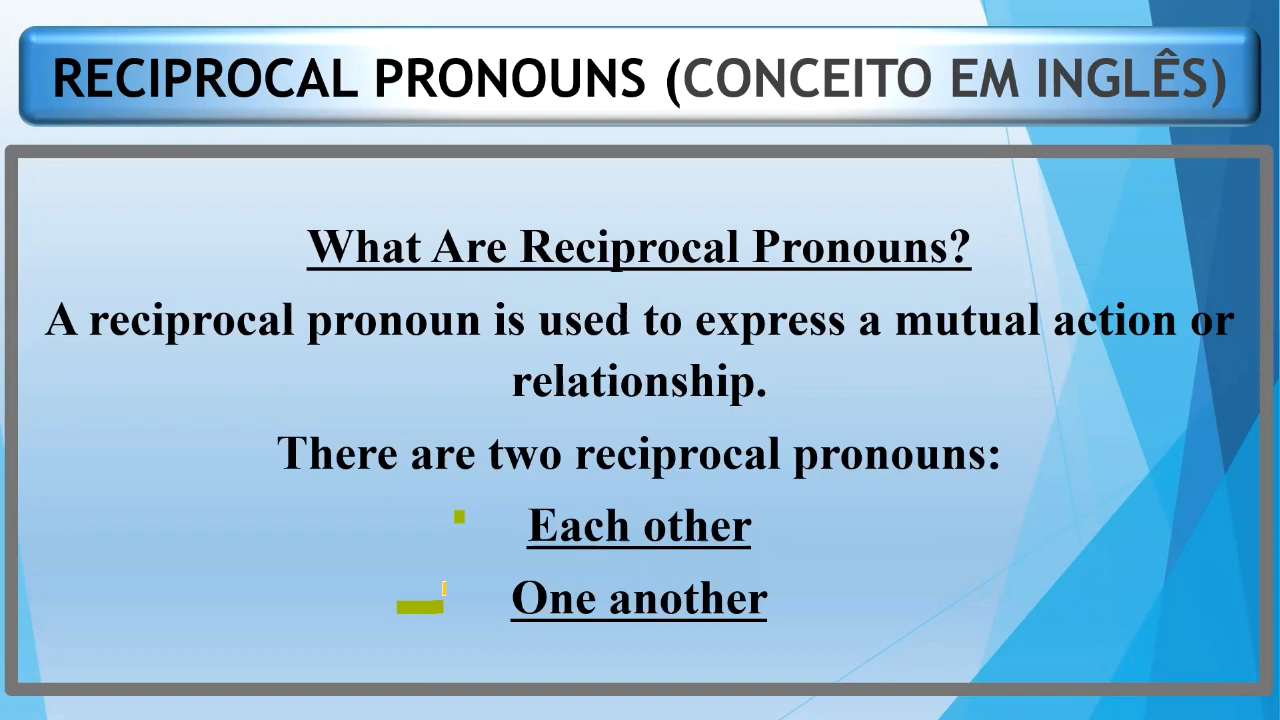 RECIPROCAL PRONOUNS (CONCEITO EM INGLÊS)
What Are Reciprocal Pronouns?
A reciprocal pronoun is used to express a mutual action or
relationship.
There are two reciprocal pronouns:
Each other
One another